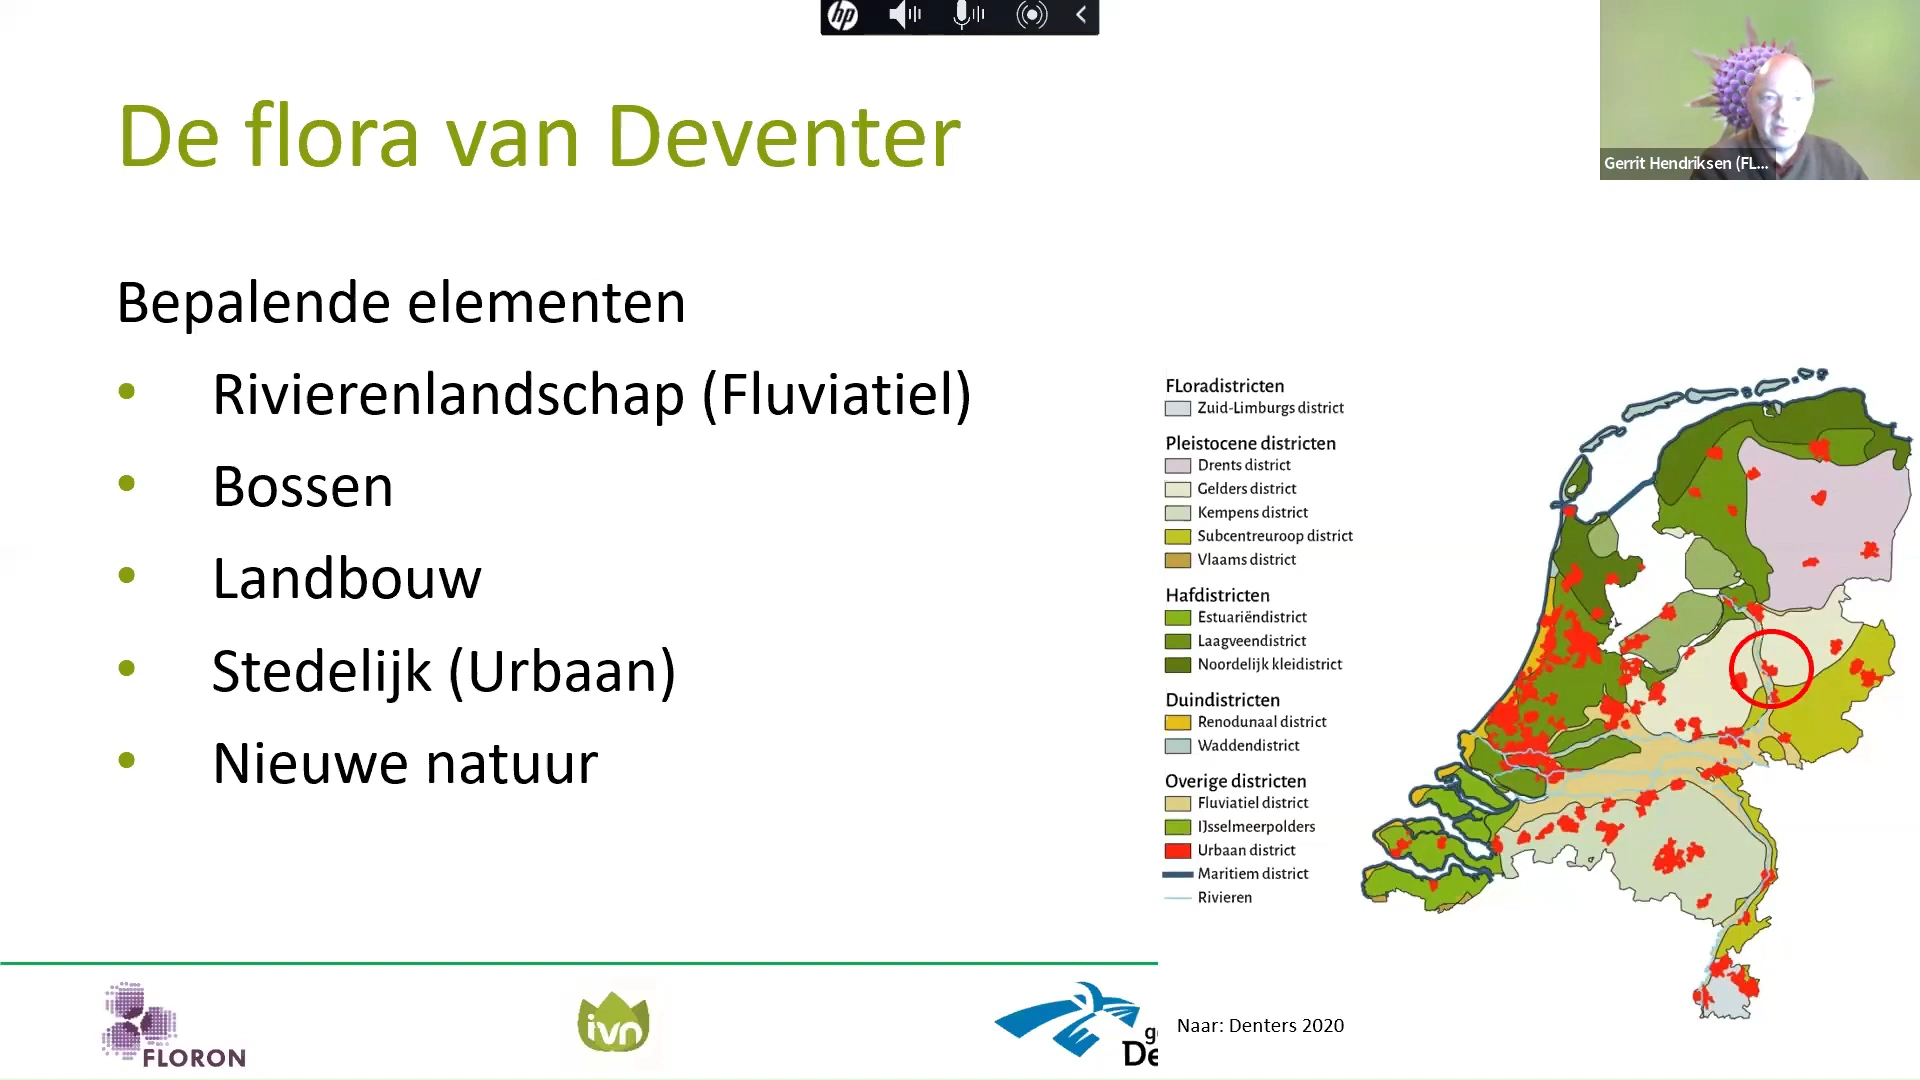 hp
De flora van Deventer
Gerrit Hendriksen (FL...
Bepalende elementen
• Rivierenlandschap (Fluviatiel)
• Bossen
• Landbouw
• Stedelijk (Urbaan)
• Nieuwe natuur
FLoradistricten
Zuid-Limburgs district
Pleistocene districten
Drents district
Gelders district
Kempens district
Subcentreuroop district
Vlaams district
Hafdistricten
Estuariëndistrict
Laagveendistrict
Noordelijk kleidistrict
Duindistricten
Renodunaal district
Waddendistrict
Overige districten
Fluviatiel district
IJsselmeerpolders
Urbaan district
Maritiem district
Rivieren
Naar: Denters 2020
FLORON
ivn
g
De